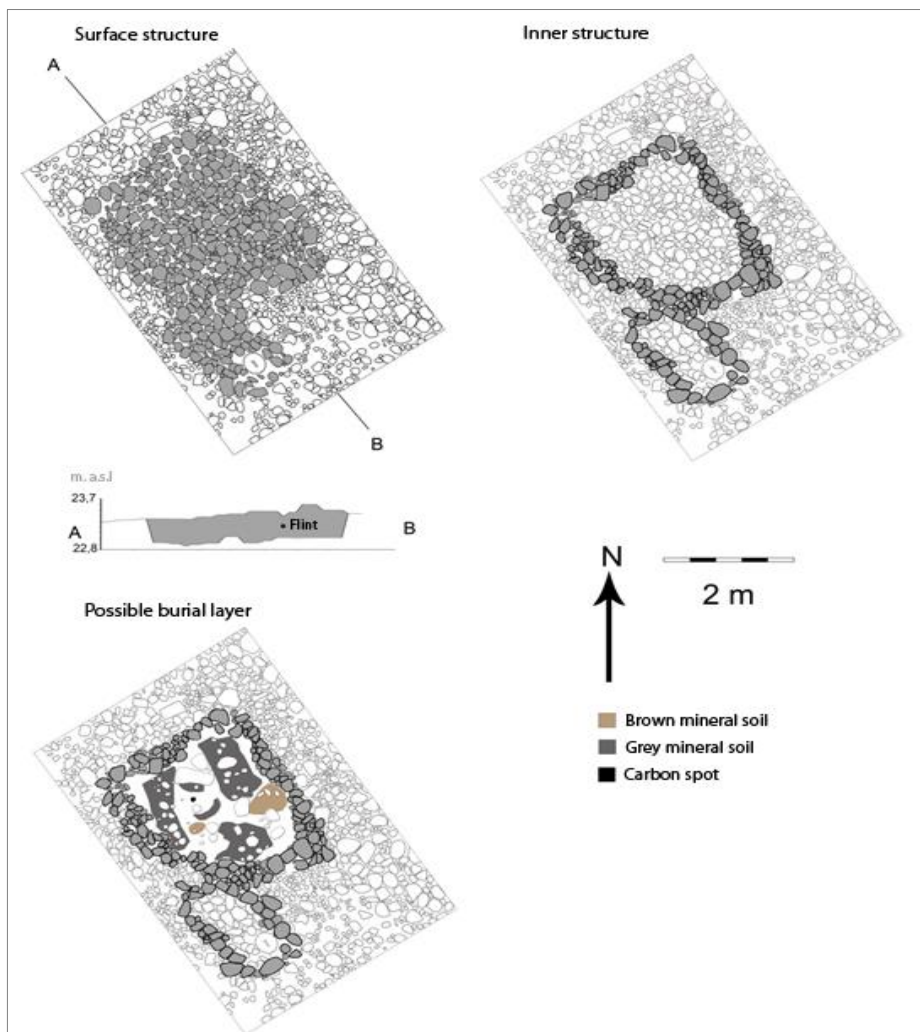 Surface structure
Inner structure
A
B
m. a.s.l
23,7
A
Flint
B
22,8
N
2 m
Possible burial layer
Brown mineral soil
Grey mineral soil
Carbon spot